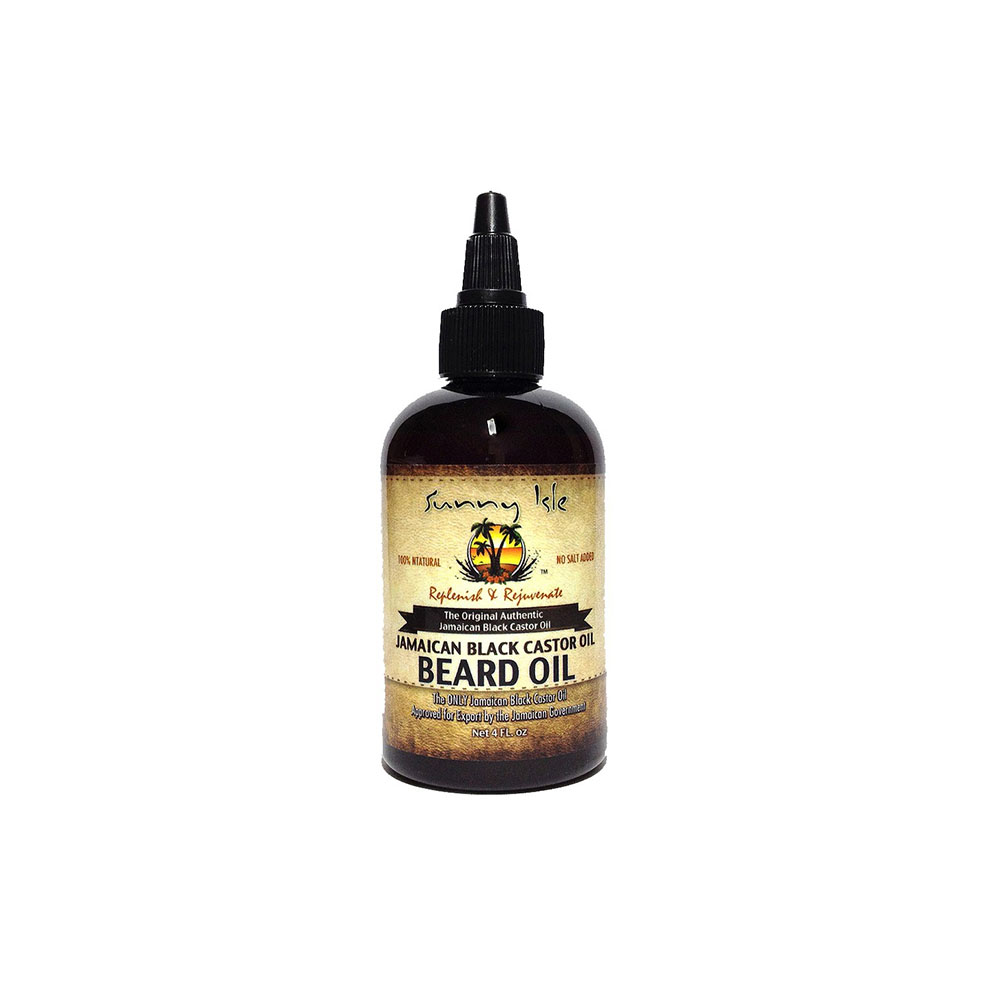 Sunny Isle
100% NTATURAL
NO SALT ADDED
TM
Replenish & Rejuvenate
The Original Authentic
Jamaican Black Castor Oil
JAMAICAN BLACK CASTOR OIL
BEARD OIL
The ONLY Jamaican Black Castor Oil
Approved for Export by the Jamaican Government
Net 4 FL. oz